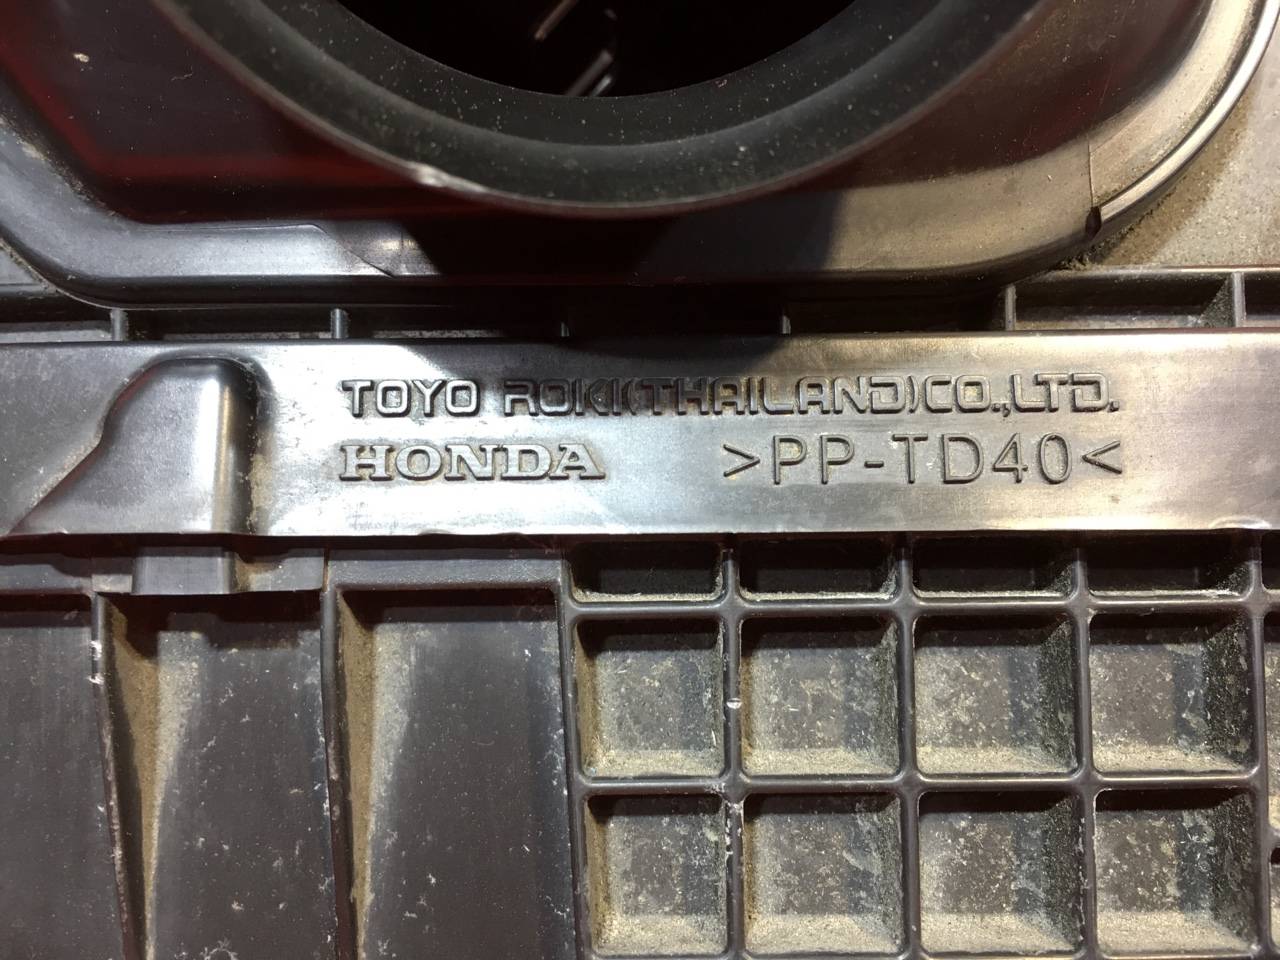 TOYO ROKI(THAILAND)CO.,LTD.
HONDA >PP-TD40<